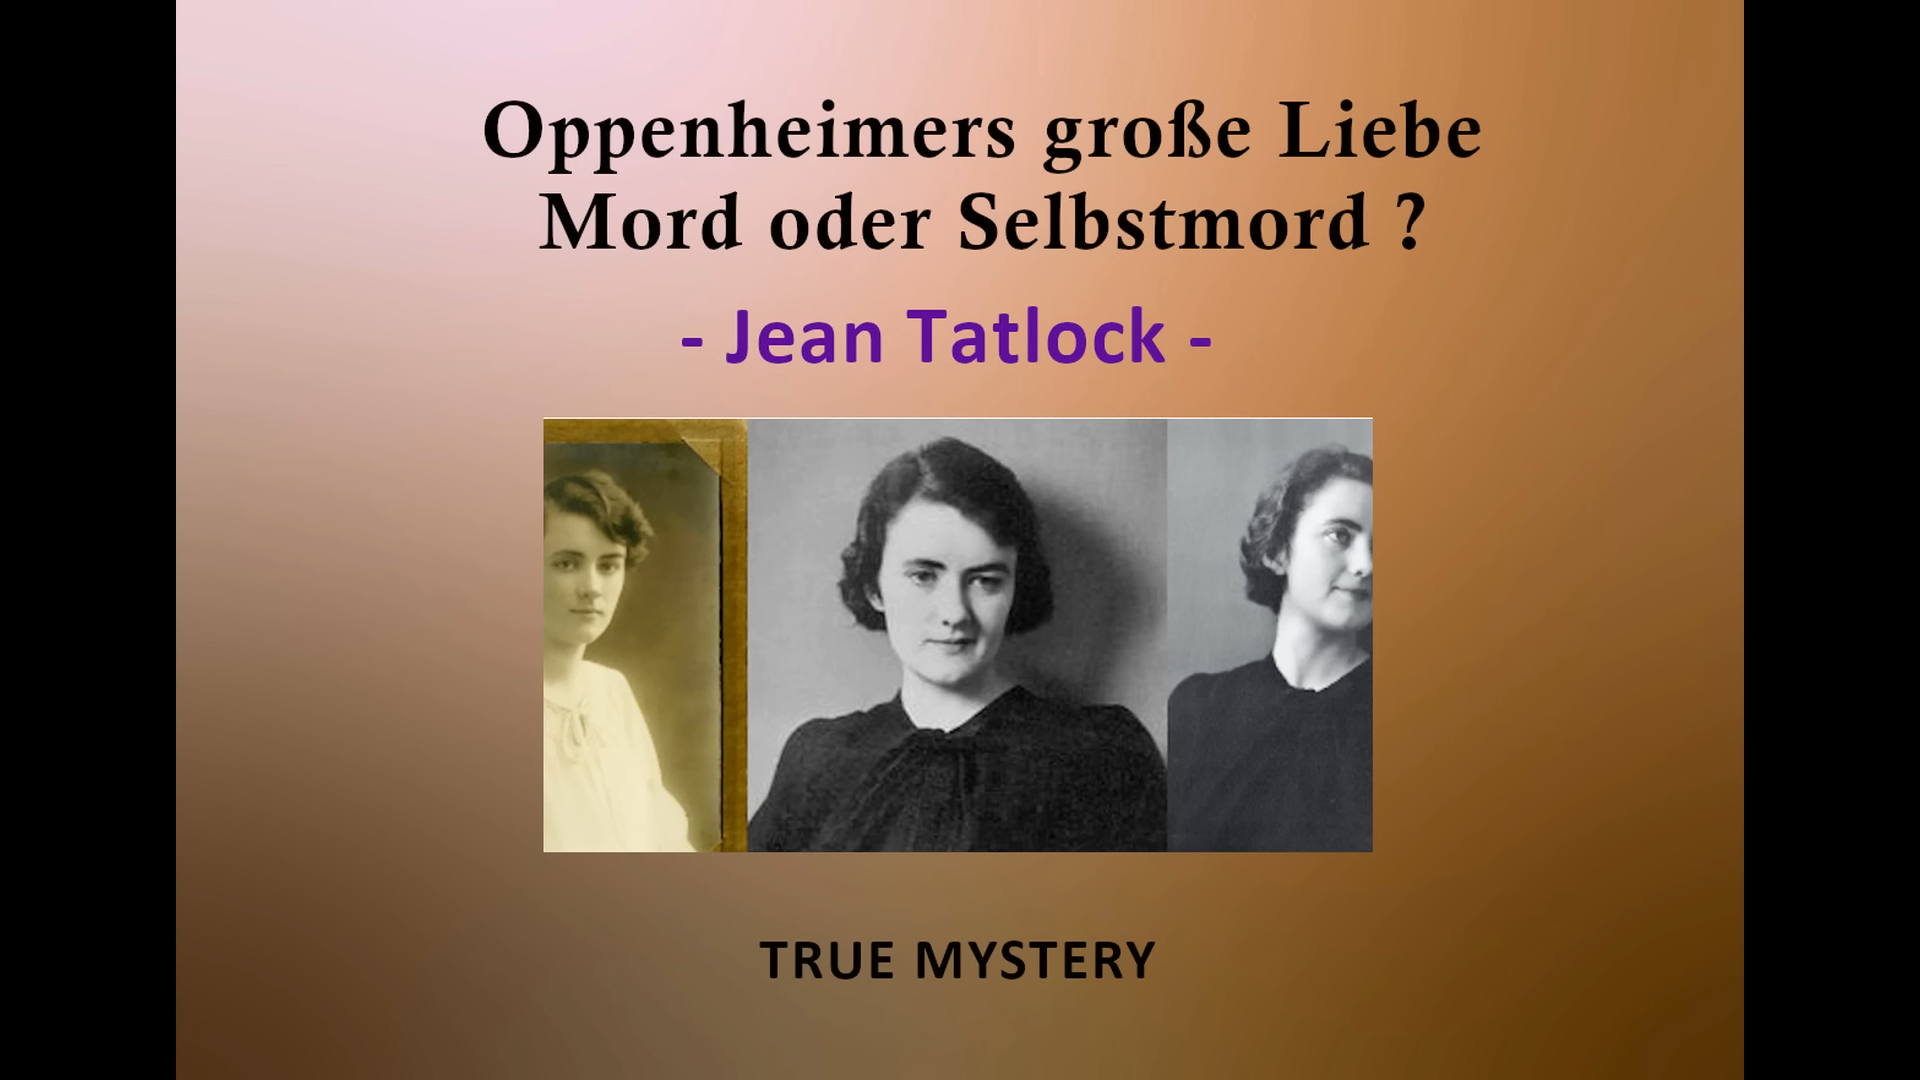 Oppenheimers große Liebe
Mord oder Selbstmord ?
- Jean Tatlock -
TRUE MYSTERY